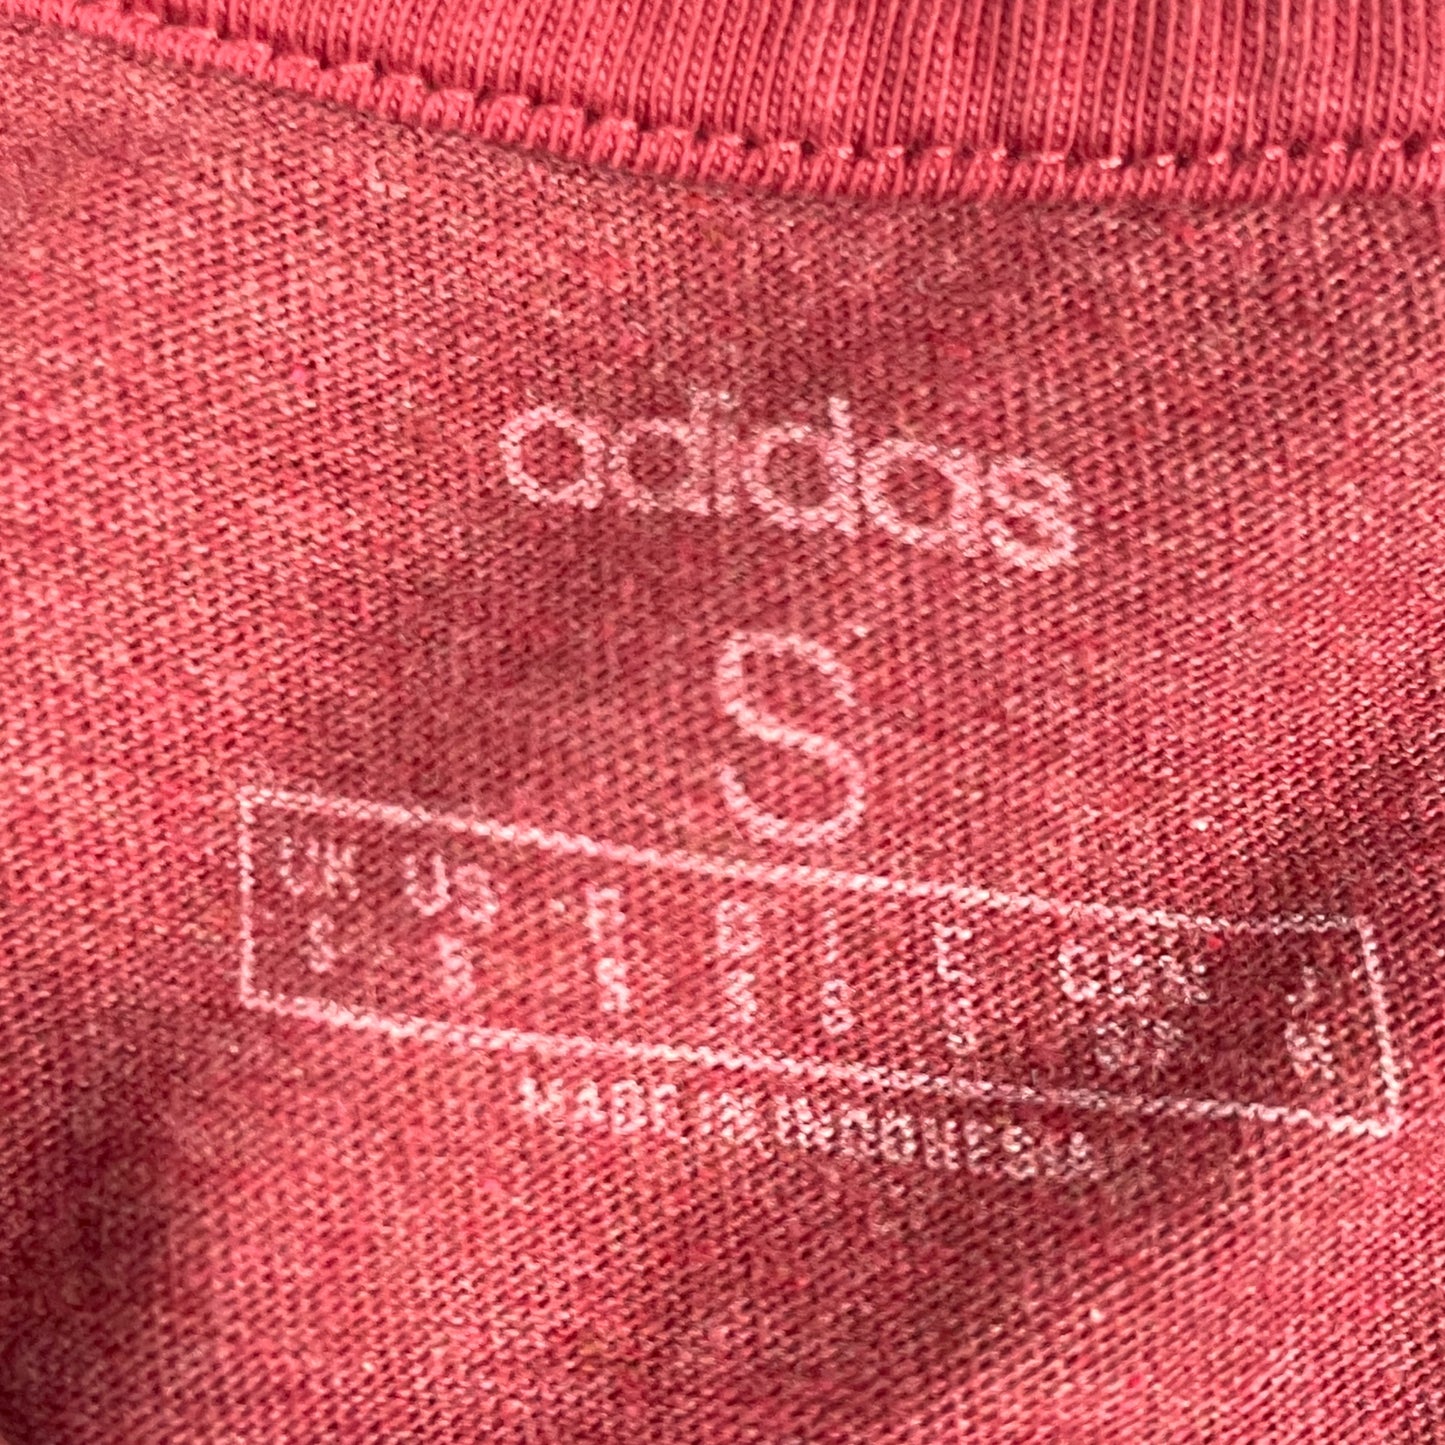 adidas
S
UK US F D I E
S S S S S
MADE IN INDONESIA